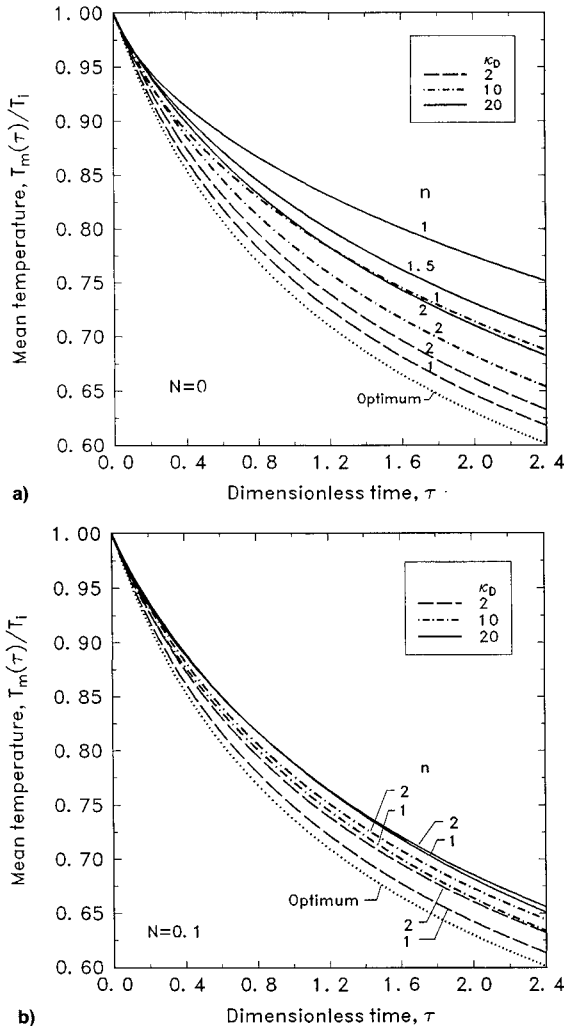 1.00
0.95
0.90
0.85
0.80
0.75
0.70
0.65
0.60
Mean temperature, Tₘ(τ)/Tᵢ
κ_D
2
10
20
n
1
1.5
1
2
2
2
1
Optimum
N=0
0.0 0.4 0.8 1.2 1.6 2.0 2.4
Dimensionless time, τ
a)
1.00
0.95
0.90
0.85
0.80
0.75
0.70
0.65
0.60
Mean temperature, Tₘ(τ)/Tᵢ
κ_D
2
10
20
n
2
1
2
1
Optimum
2
1
N=0.1
0.0 0.4 0.8 1.2 1.6 2.0 2.4
Dimensionless time, τ
b)